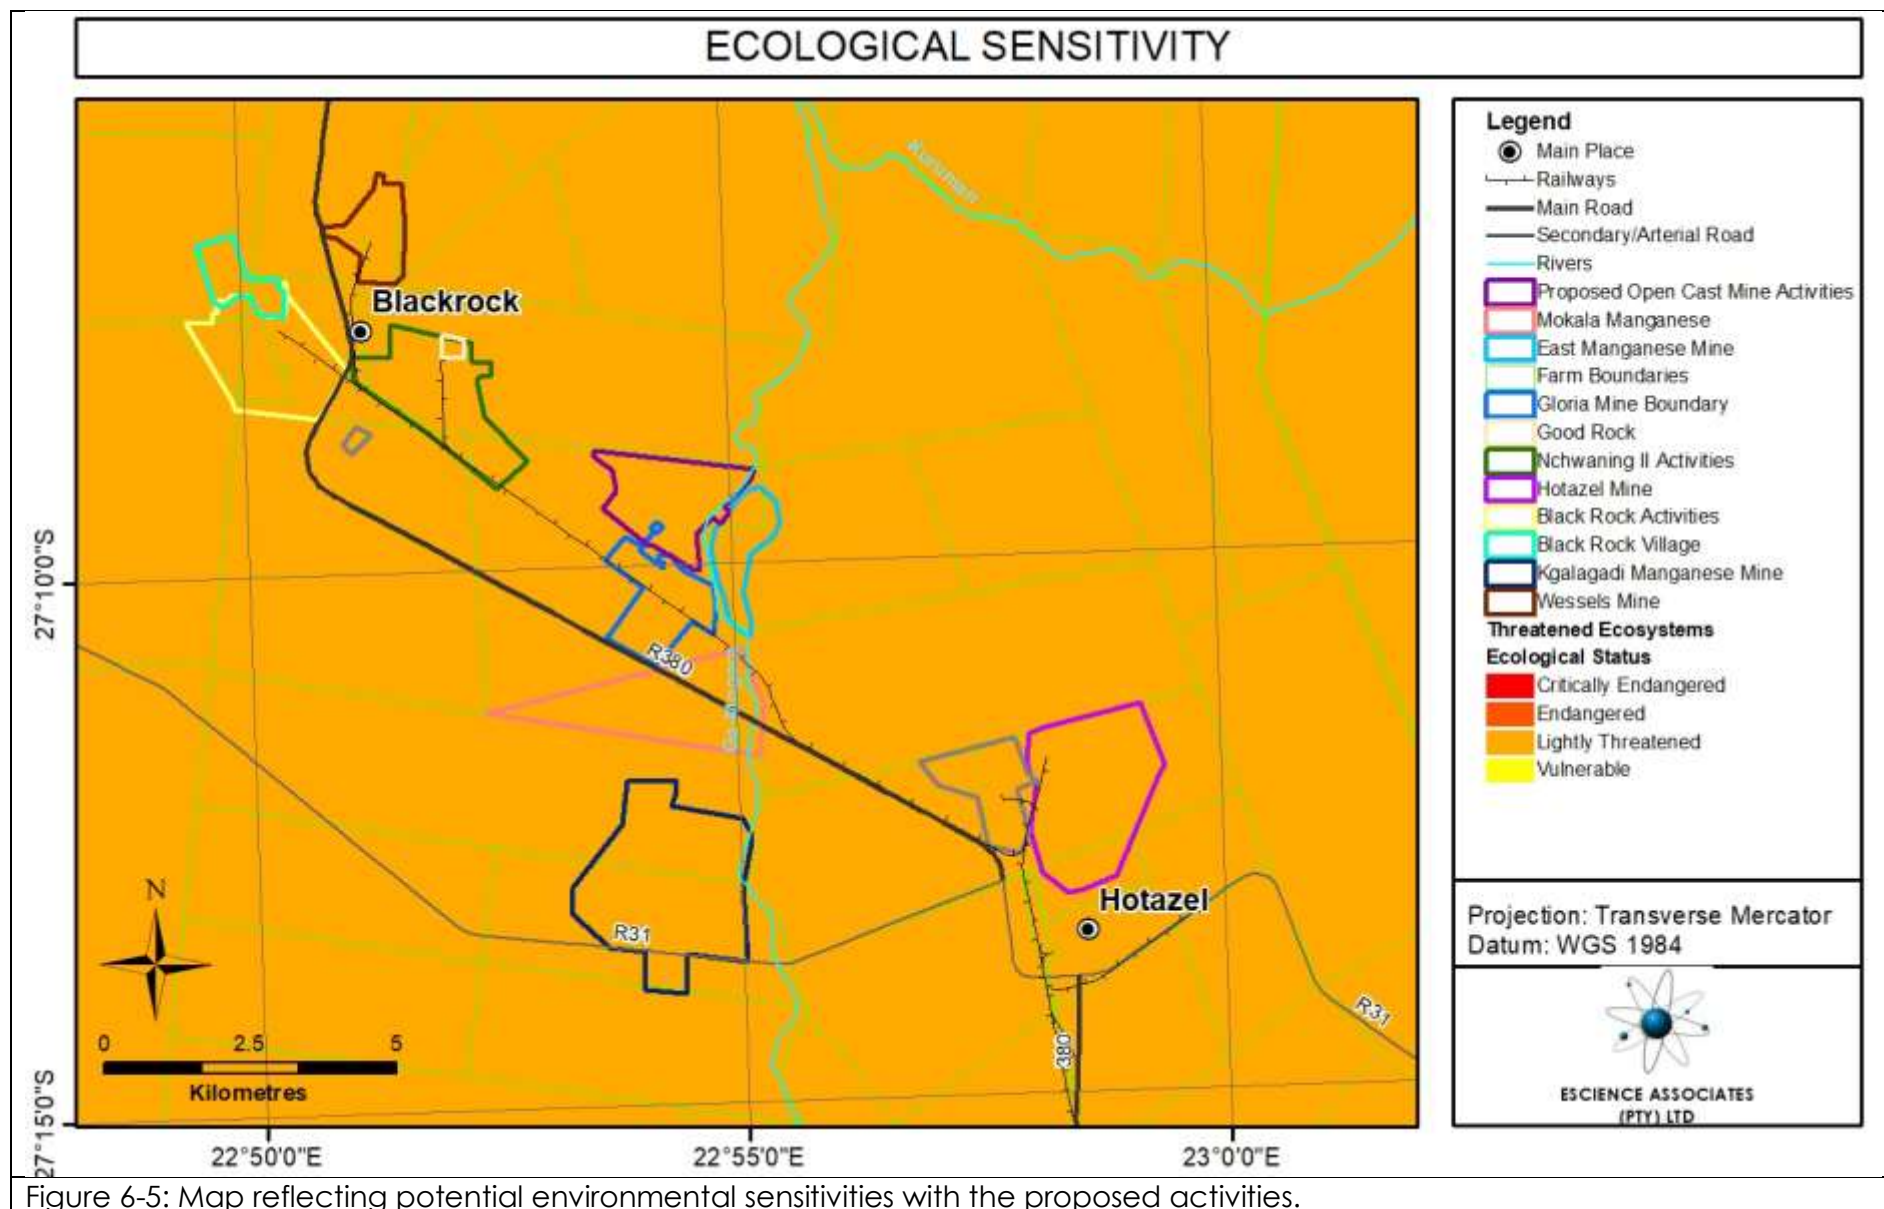 ECOLOGICAL SENSITIVITY
Kuruman
Blackrock
R380
R31
Hotazel
380
R31
27°10'0"S
27°15'0"S
22°50'0"E
22°55'0"E
23°0'0"E
N
0 2.5 5
Kilometres
Legend
Main Place
Railways
Main Road
Secondary/Arterial Road
Rivers
Proposed Open Cast Mine Activities
Mokala Manganese
East Manganese Mine
Farm Boundaries
Gloria Mine Boundary
Good Rock
Nchwaning II Activities
Hotazel Mine
Black Rock Activities
Black Rock Village
Kgalagadi Manganese Mine
Wessels Mine
Threatened Ecosystems
Ecological Status
Critically Endangered
Endangered
Lightly Threatened
Vulnerable
Projection: Transverse Mercator
Datum: WGS 1984
ESCIENCE ASSOCIATES
(PTY) LTD
Figure 6-5: Map reflecting potential environmental sensitivities with the proposed activities.